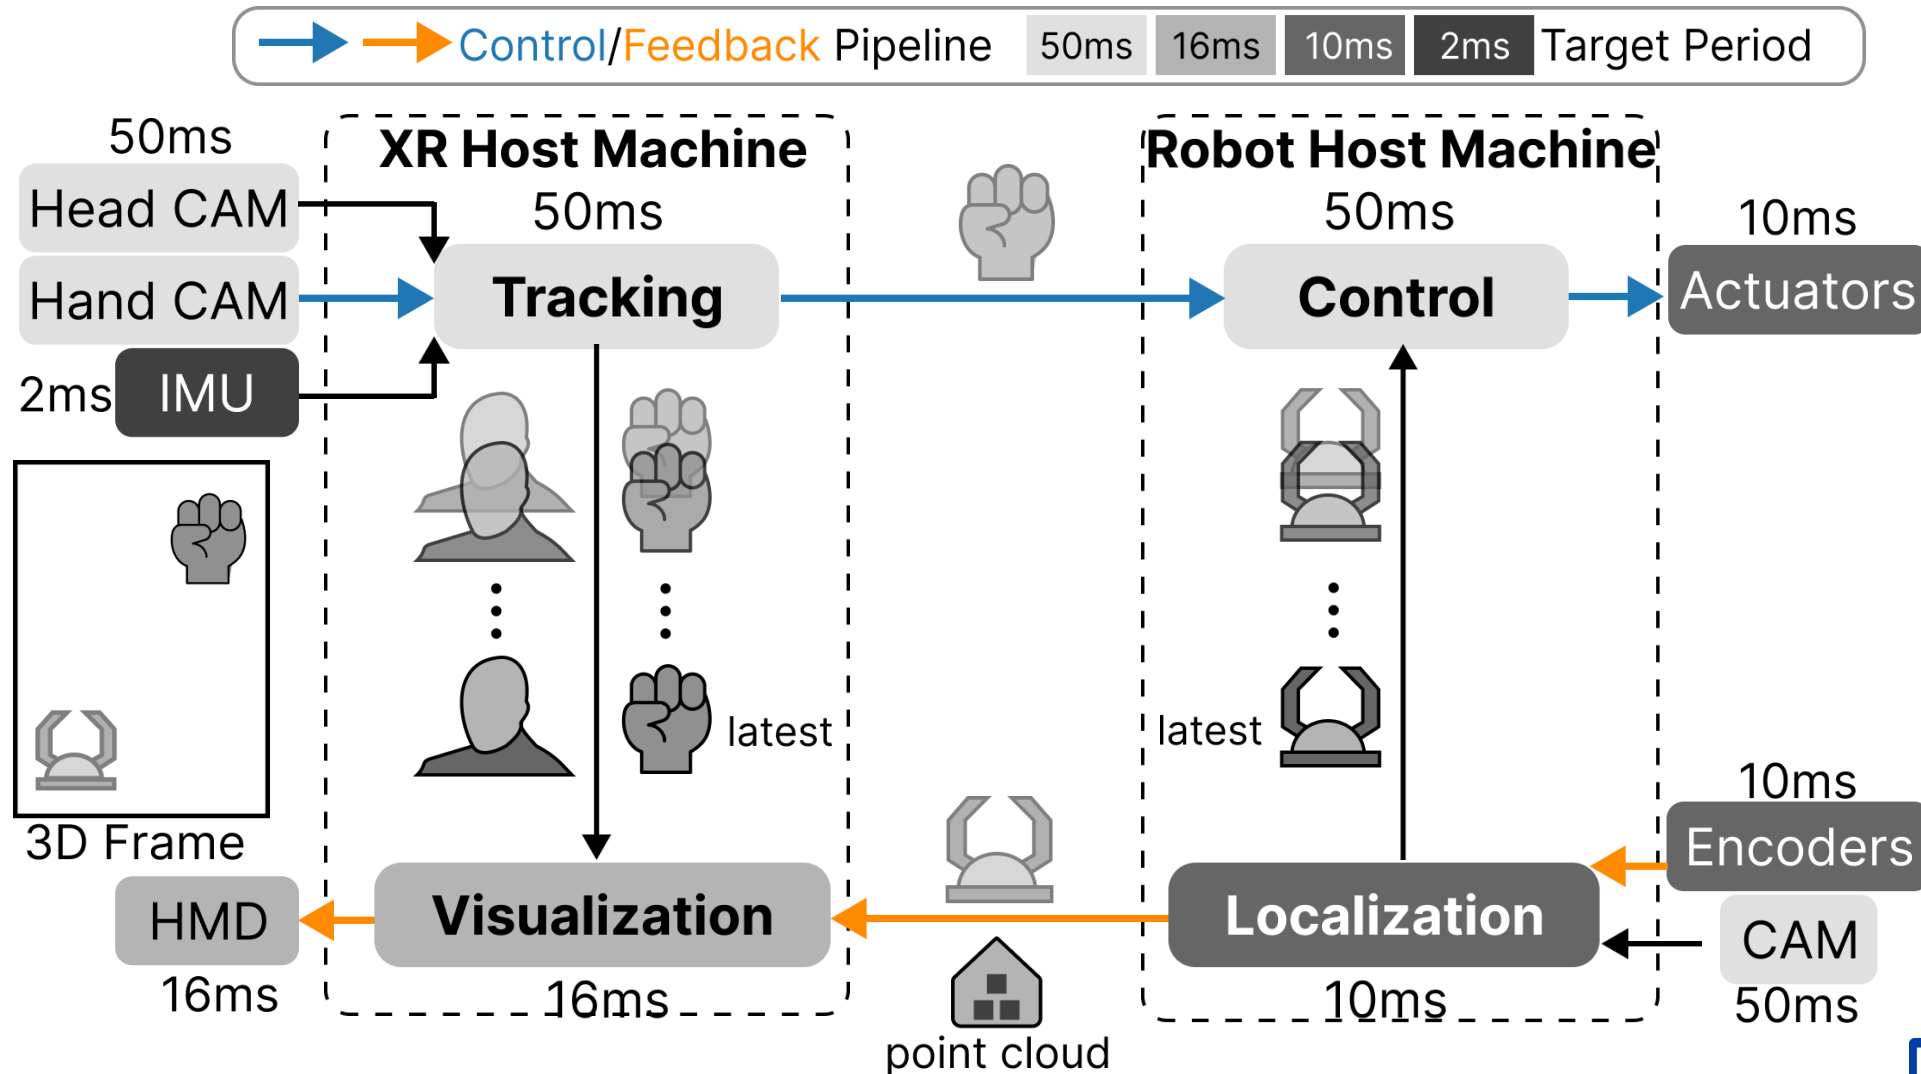 Control/Feedback Pipeline 50ms 16ms 10ms 2ms Target Period
50ms
Head CAM
Hand CAM
2ms IMU
XR Host Machine
50ms
Tracking
Robot Host Machine
50ms
Control
10ms
Actuators
latest
latest
3D Frame
HMD
16ms
Visualization
16ms
point cloud
Localization
10ms
10ms
Encoders
CAM
50ms